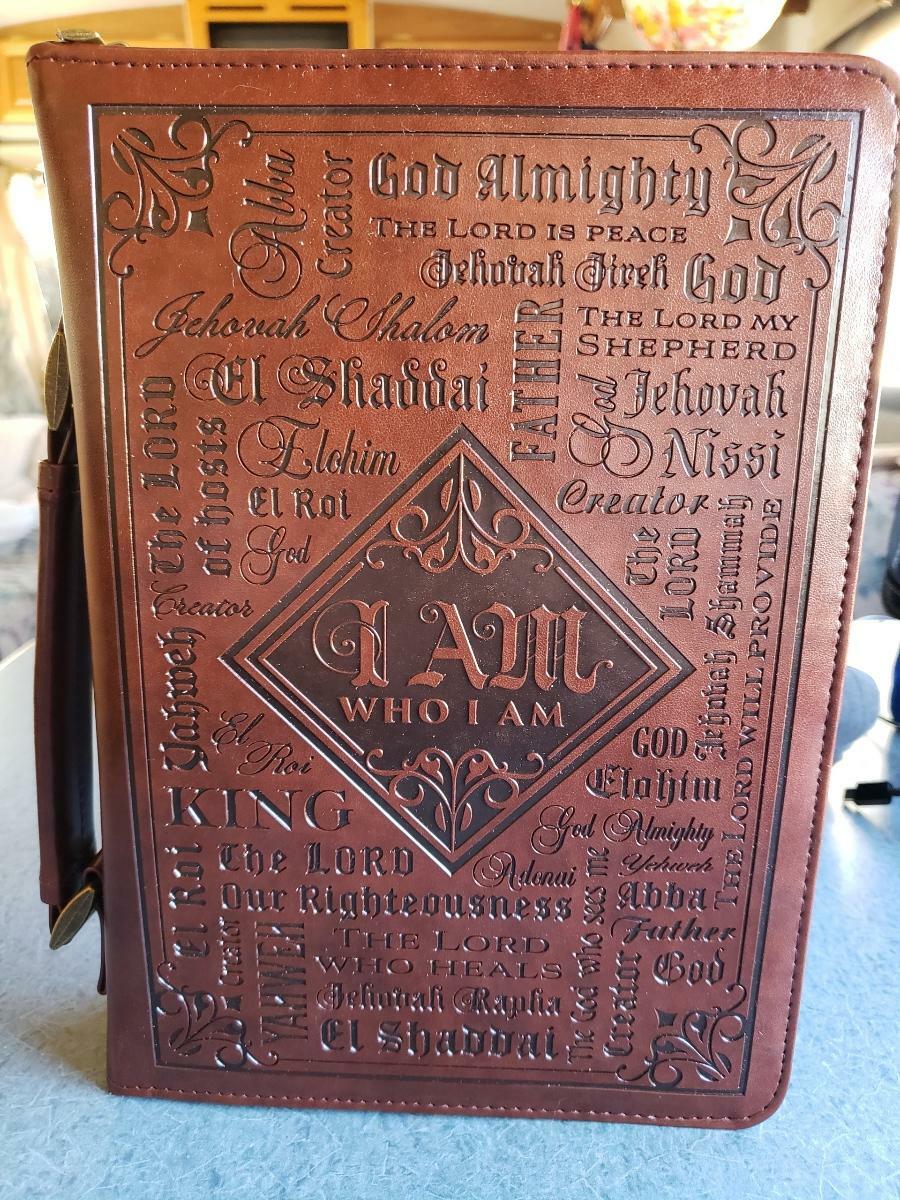 Abba
Creator
God Almighty
THE LORD IS PEACE
Jehovah Jireh
God
Jehovah Shalom
FATHER
THE LORD MY
SHEPHERD
El Shaddai
God
Jehovah
Nissi
The LORD
of hosts
Elohim
El Roi
God
Creator
Creator
The
LORD
Jehovah Shammah
THE LORD WILL PROVIDE
I AM
WHO I AM
Yahweh
El
Roi
GOD
Elohim
KING
God Almighty
Yehweh
Adonai
El Roi
The LORD
Our Righteousness
Abba
Father
God
Creator
YAHWEH
THE LORD
WHO HEALS
Jehovah Rapha
El Shaddai
The God who sees me
Creator